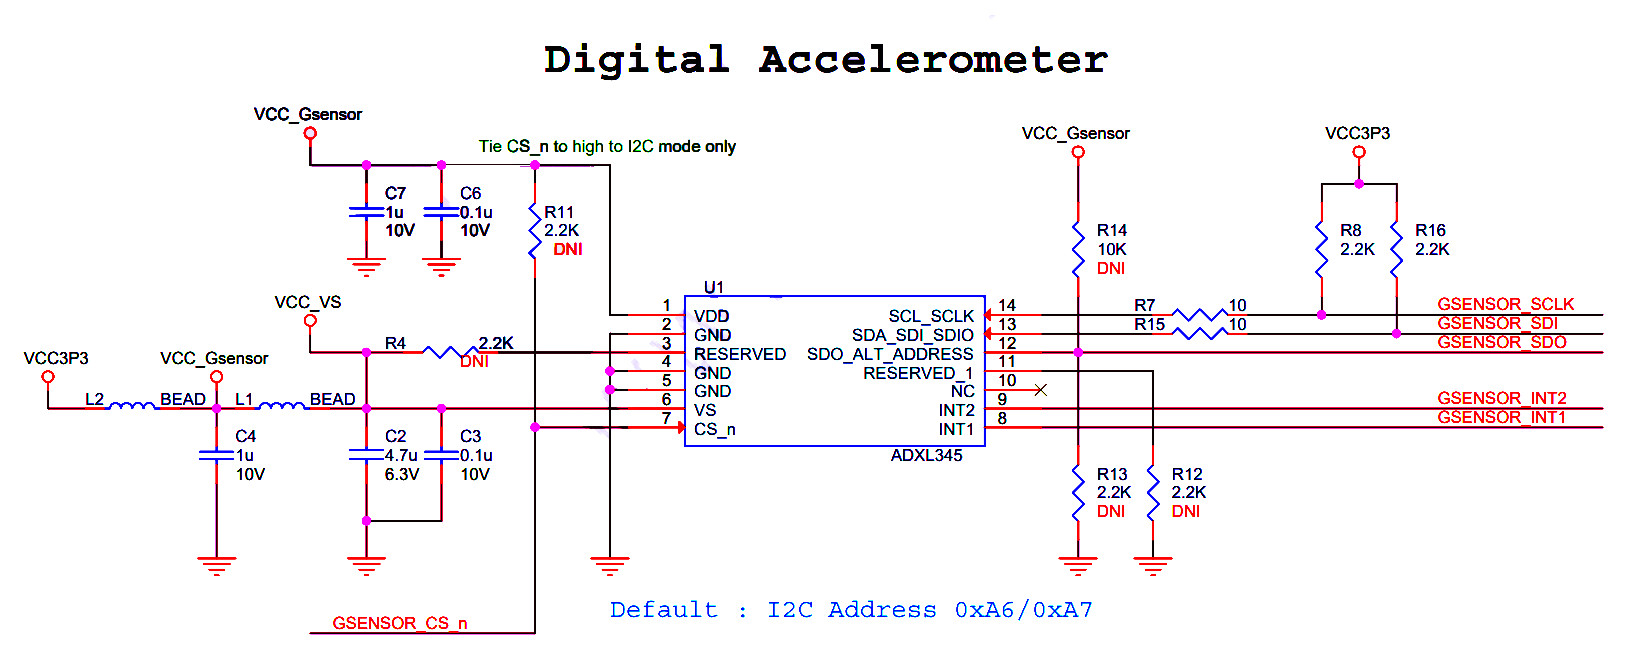 Digital Accelerometer
VCC_Gsensor
Tie CS_n to high to I2C mode only
VCC_Gsensor
VCC3P3
C7
1u
10V
C6
0.1u
10V
R11
2.2K
DNI
R14
10K
DNI
R8
2.2K
R16
2.2K
U1
VCC_VS
1 VDD
2 GND
3 RESERVED
4 GND
5 GND
6 VS
7 CS_n
SCL_SCLK 14
SDA_SDI_SDIO 13
SDO_ALT_ADDRESS 12
RESERVED_1 11
NC 10
INT2 9
INT1 8
ADXL345
R7 10
R15 10
GSENSOR_SCLK
GSENSOR_SDI
GSENSOR_SDO
GSENSOR_INT2
GSENSOR_INT1
R4 2.2K
DNI
VCC3P3
VCC_Gsensor
L2 BEAD
L1 BEAD
C4
1u
10V
C2
4.7u
6.3V
C3
0.1u
10V
R13
2.2K
DNI
R12
2.2K
DNI
Default : I2C Address 0xA6/0xA7
GSENSOR_CS_n